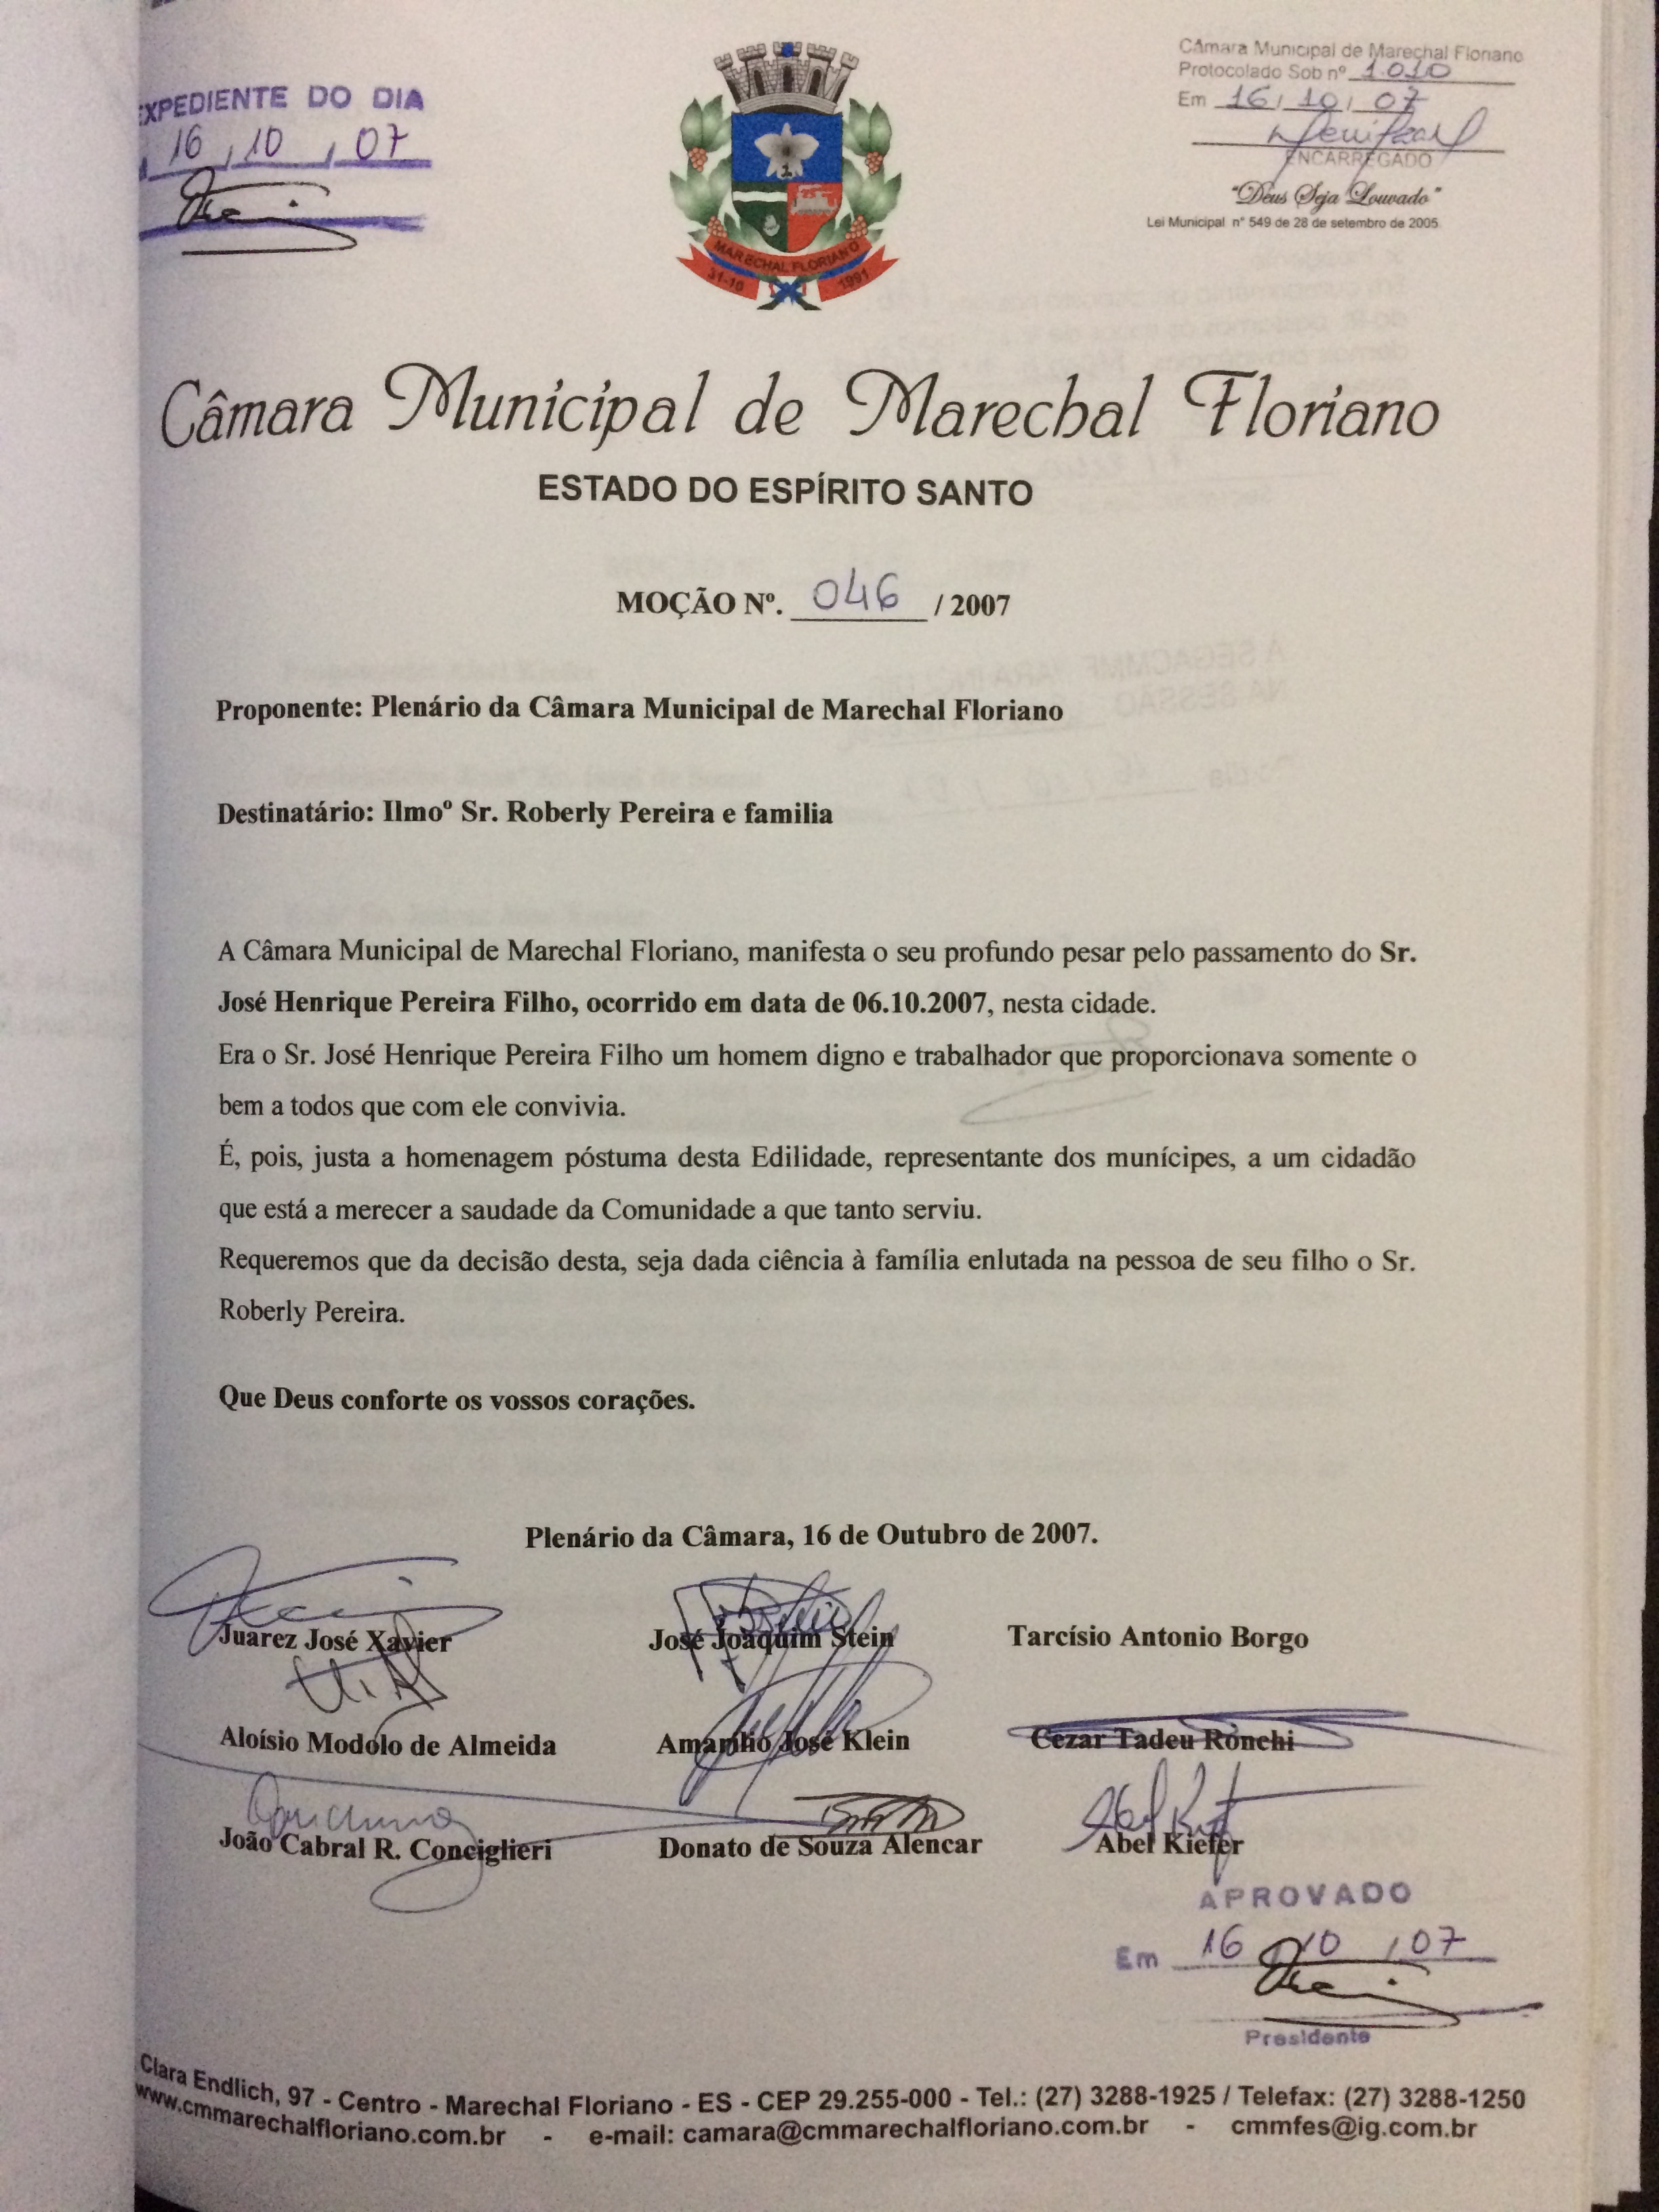 EXPEDIENTE DO DIA
16, 10, 07
Câmara Municipal de Marechal Floriano
Protocolado Sob nº 1.010
Em 16, 10, 07
ENCARREGADO
"Deus Seja Louvado"
Lei Municipal nº 549 de 28 de setembro de 2005
MARECHAL FLORIANO
31-10
1991
Câmara Municipal de Marechal Floriano
ESTADO DO ESPÍRITO SANTO
MOÇÃO Nº. 046 / 2007
Proponente: Plenário da Câmara Municipal de Marechal Floriano
Destinatário: Ilmoº Sr. Roberly Pereira e familia
A Câmara Municipal de Marechal Floriano, manifesta o seu profundo pesar pelo passamento do Sr.
José Henrique Pereira Filho, ocorrido em data de 06.10.2007, nesta cidade.
Era o Sr. José Henrique Pereira Filho um homem digno e trabalhador que proporcionava somente o
bem a todos que com ele convivia.
É, pois, justa a homenagem póstuma desta Edilidade, representante dos munícipes, a um cidadão
que está a merecer a saudade da Comunidade a que tanto serviu.
Requeremos que da decisão desta, seja dada ciência à família enlutada na pessoa de seu filho o Sr.
Roberly Pereira.
Que Deus conforte os vossos corações.
Plenário da Câmara, 16 de Outubro de 2007.
Juarez José Xavier José Joaquim Stein Tarcísio Antonio Borgo
Aloísio Modolo de Almeida Amarilio José Klein Cezar Tadeu Ronchi
João Cabral R. Conciglieri Donato de Souza Alencar Abel Kiefer
APROVADO
Em 16, 10, 07
Presidente
Clara Endlich, 97 - Centro - Marechal Floriano - ES - CEP 29.255-000 - Tel.: (27) 3288-1925 / Telefax: (27) 3288-1250
www.cmmarechalfloriano.com.br - e-mail: camara@cmmarechalfloriano.com.br - cmmfes@ig.com.br